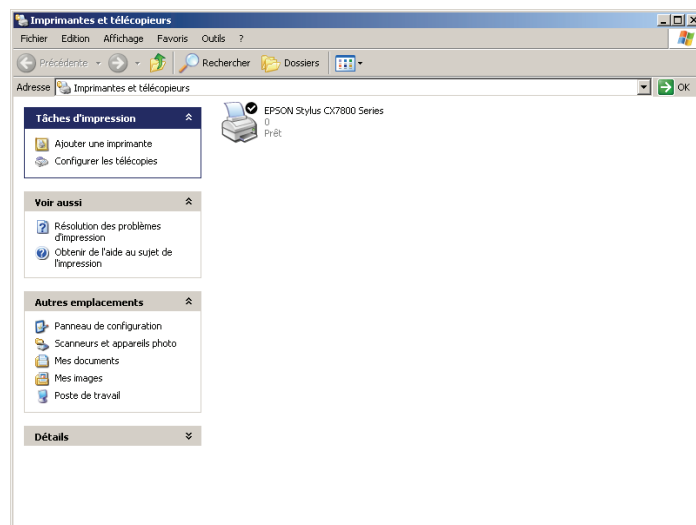 Imprimantes et télécopieurs
Fichier Edition Affichage Favoris Outils ?
Précédente Rechercher Dossiers
Adresse Imprimantes et télécopieurs OK
Tâches d'impression
Ajouter une imprimante
Configurer les télécopies
Voir aussi
Résolution des problèmes
d'impression
Obtenir de l'aide au sujet de
l'impression
Autres emplacements
Panneau de configuration
Scanneurs et appareils photo
Mes documents
Mes images
Poste de travail
Détails
EPSON Stylus CX7800 Series
0
Prêt